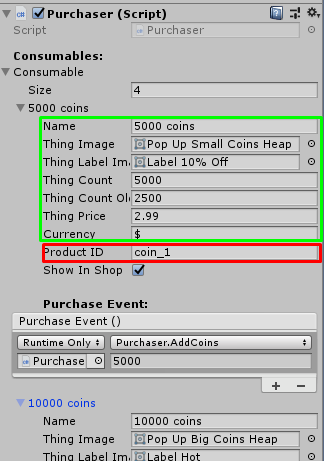 Purchaser (Script)
Script Purchaser
Consumables:
Consumable
Size 4
5000 coins
Name 5000 coins
Thing Image Pop Up Small Coins Heap
Thing Label Ima Label 10% Off
Thing Count 5000
Thing Count Old 2500
Thing Price 2.99
Currency $
Product ID coin_1
Show In Shop
Purchase Event:
Purchase Event ()
Runtime Only Purchaser.AddCoins
Purchase 5000
+ −
10000 coins
Name 10000 coins
Thing Image Pop Up Big Coins Heap
Thing Label Ima Label Hot